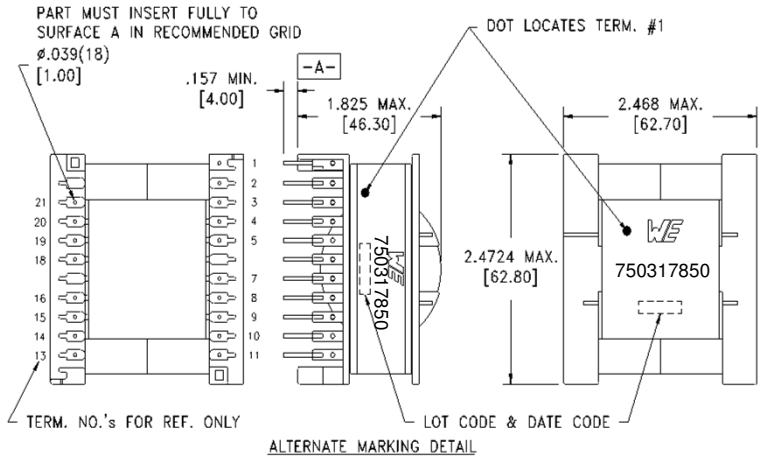 PART MUST INSERT FULLY TO
SURFACE A IN RECOMMENDED GRID
ø.039(18)
[1.00]
DOT LOCATES TERM. #1
-A-
.157 MIN.
[4.00]
1.825 MAX.
[46.30]
2.468 MAX.
[62.70]
1
2
21 3
20 4
19 5
18
7
16 8
15 9
14 10
13 11
WE
750317850
2.4724 MAX.
[62.80]
WE
750317850
TERM. NO.'s FOR REF. ONLY
LOT CODE & DATE CODE
ALTERNATE MARKING DETAIL